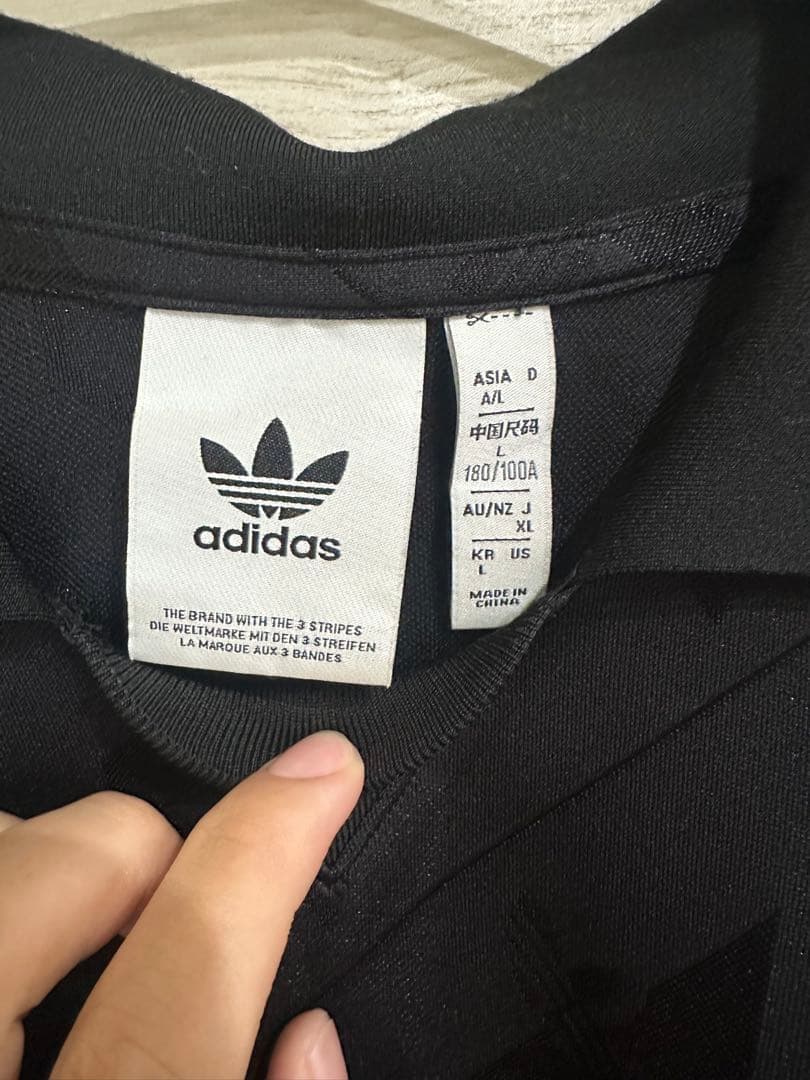 adidas
THE BRAND WITH THE 3 STRIPES
DIE WELTMARKE MIT DEN 3 STREIFEN
LA MARQUE AUX 3 BANDES
ASIA D
A/L
中国尺码
L
180/100A
AU/NZ J
XL
KR US
L
MADE IN
CHINA